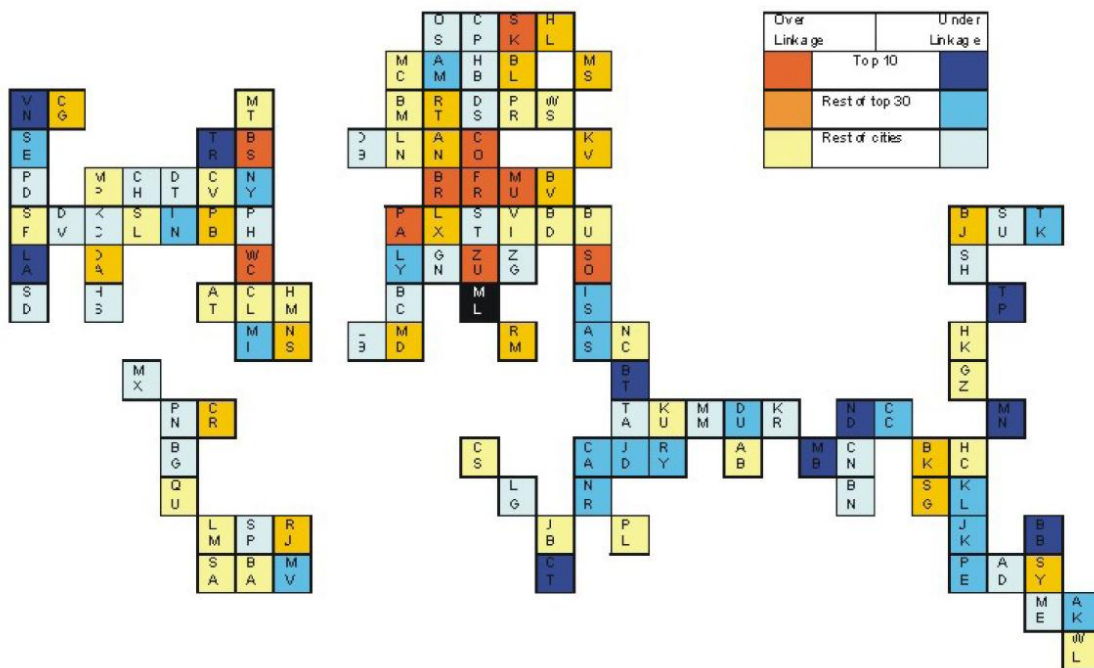 OS CP SK HL
Over Linkage Under Linkage
MC AM HB BL MS
Top 10
VN CG MT BM RT DS PR WS
Rest of top 30
SE TR BS LN AN CO KV
Rest of cities
PD MP CH DT CV NY BR FR MU BV
SF DV KC SL IN PB PH PA LX ST VI BD BU BJ SU TK
LA DA WC LY GN ZU ZG SO SH
SD HS AT CL HM BC ML IS TP
MI NS MD RM AS NC HK
MX BT GZ
PN CR TA KU MM DU KR ND CC MN
BG CS CA JD RY AB MB CN BK HC
QU LG NR BN SG KL
LM SP RJ JB PL JK BB
SA BA MV CT PE AD SY
ME AK
WL